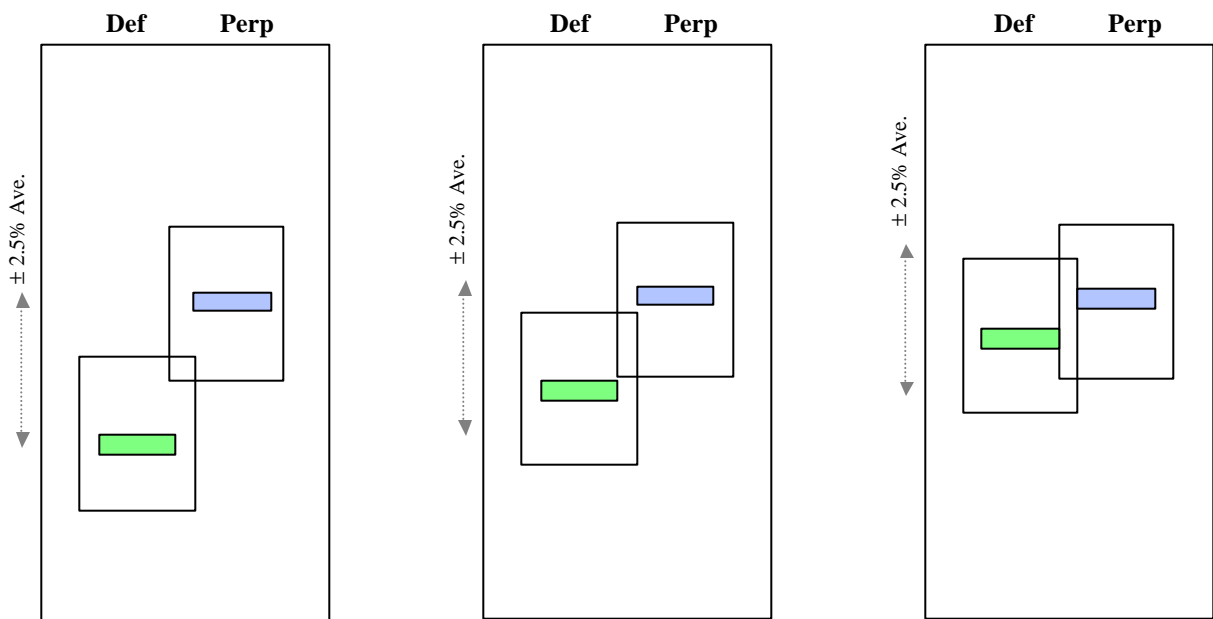 Def Perp
± 2.5% Ave.
Def Perp
± 2.5% Ave.
Def Perp
± 2.5% Ave.